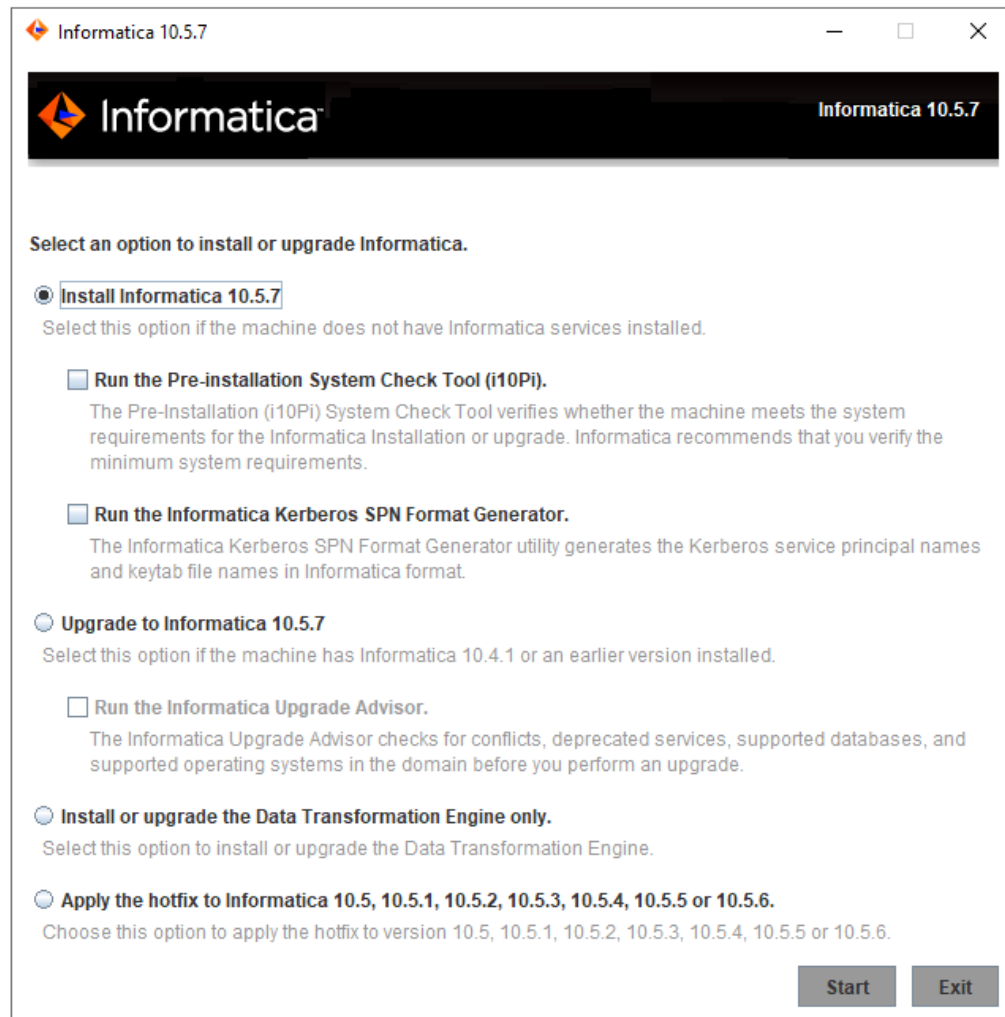 Informatica 10.5.7
Informatica™
Informatica 10.5.7
Select an option to install or upgrade Informatica.
Install Informatica 10.5.7
Select this option if the machine does not have Informatica services installed.
Run the Pre-installation System Check Tool (i10Pi).
The Pre-Installation (i10Pi) System Check Tool verifies whether the machine meets the system
requirements for the Informatica Installation or upgrade. Informatica recommends that you verify the
minimum system requirements.
Run the Informatica Kerberos SPN Format Generator.
The Informatica Kerberos SPN Format Generator utility generates the Kerberos service principal names
and keytab file names in Informatica format.
Upgrade to Informatica 10.5.7
Select this option if the machine has Informatica 10.4.1 or an earlier version installed.
Run the Informatica Upgrade Advisor.
The Informatica Upgrade Advisor checks for conflicts, deprecated services, supported databases, and
supported operating systems in the domain before you perform an upgrade.
Install or upgrade the Data Transformation Engine only.
Select this option to install or upgrade the Data Transformation Engine.
Apply the hotfix to Informatica 10.5, 10.5.1, 10.5.2, 10.5.3, 10.5.4, 10.5.5 or 10.5.6.
Choose this option to apply the hotfix to version 10.5, 10.5.1, 10.5.2, 10.5.3, 10.5.4, 10.5.5 or 10.5.6.
Start Exit